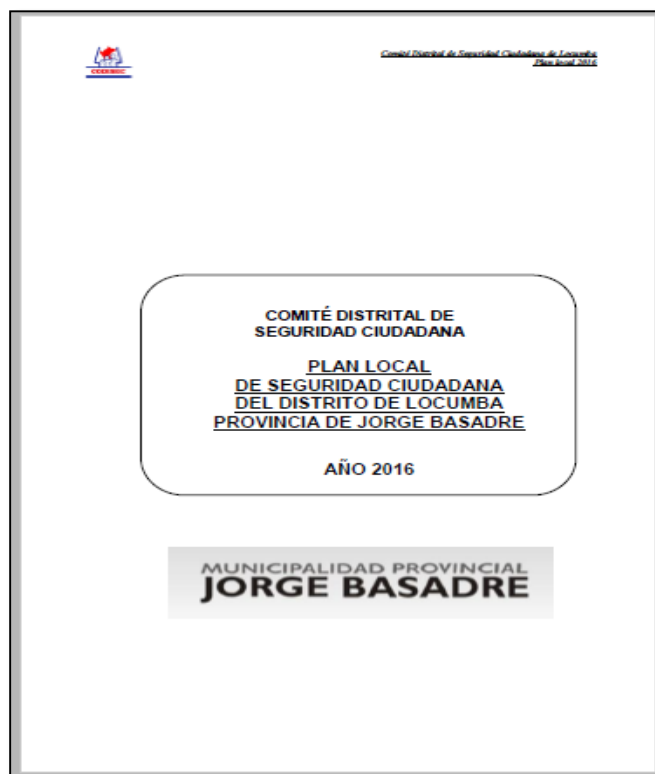 Comité Distrital de Seguridad Ciudadana de Locumba
Plan local 2016
COMITÉ DISTRITAL DE
SEGURIDAD CIUDADANA
PLAN LOCAL
DE SEGURIDAD CIUDADANA
DEL DISTRITO DE LOCUMBA
PROVINCIA DE JORGE BASADRE
AÑO 2016
MUNICIPALIDAD PROVINCIAL
JORGE BASADRE